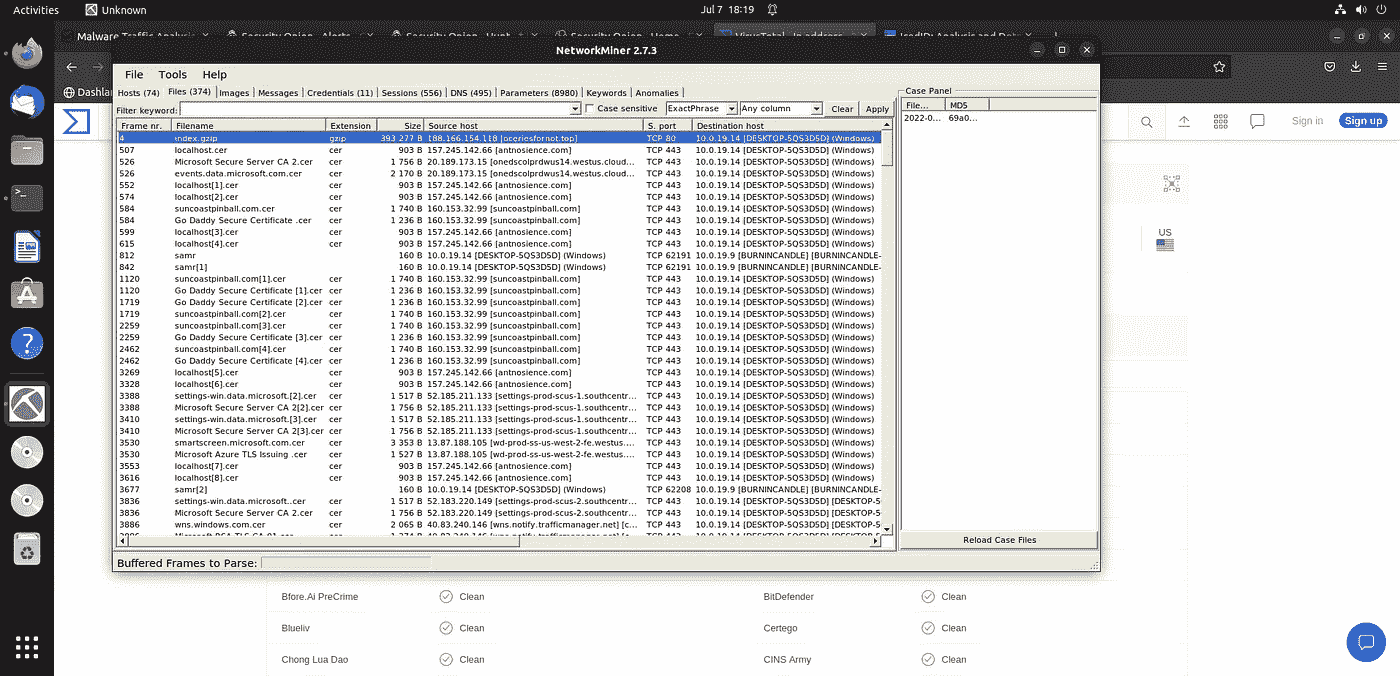 Activities Unknown Jul 7 18:19
Malware Traffic Analysis Security Onion - Alerts Security Onion - Hunt Security Onion - Home VirusTotal - Ip address IcedID: Analysis and Det
NetworkMiner 2.7.3
File Tools Help
Dashb
Hosts (74) Files (374) Images Messages Credentials (11) Sessions (556) DNS (495) Parameters (8980) Keywords Anomalies
Case Panel
Filter keyword: Case sensitive ExactPhrase Any column Clear Apply
File... MD5
Frame nr. Filename Extension Size Source host S. port Destination host
2022-0... 69a0...
Sign in Sign up
4 index.gzip gzip 393 277 B 188.166.154.118 [oceriesfornot.top] TCP 80 10.0.19.14 [DESKTOP-5QS3D5D] (Windows)
507 localhost.cer cer 903 B 157.245.142.66 [antnosience.com] TCP 443 10.0.19.14 [DESKTOP-5QS3D5D] (Windows)
526 Microsoft Secure Server CA 2.cer cer 1 756 B 20.189.173.15 [onedscolprdwus14.westus.cloud... TCP 443 10.0.19.14 [DESKTOP-5QS3D5D] (Windows)
526 events.data.microsoft.com.cer cer 2 170 B 20.189.173.15 [onedscolprdwus14.westus.cloud... TCP 443 10.0.19.14 [DESKTOP-5QS3D5D] (Windows)
552 localhost[1].cer cer 903 B 157.245.142.66 [antnosience.com] TCP 443 10.0.19.14 [DESKTOP-5QS3D5D] (Windows)
574 localhost[2].cer cer 903 B 157.245.142.66 [antnosience.com] TCP 443 10.0.19.14 [DESKTOP-5QS3D5D] (Windows)
584 suncoastpinball.com.cer cer 1 740 B 160.153.32.99 [suncoastpinball.com] TCP 443 10.0.19.14 [DESKTOP-5QS3D5D] (Windows)
584 Go Daddy Secure Certificate .cer cer 1 236 B 160.153.32.99 [suncoastpinball.com] TCP 443 10.0.19.14 [DESKTOP-5QS3D5D] (Windows)
599 localhost[3].cer cer 903 B 157.245.142.66 [antnosience.com] TCP 443 10.0.19.14 [DESKTOP-5QS3D5D] (Windows)
615 localhost[4].cer cer 903 B 157.245.142.66 [antnosience.com] TCP 443 10.0.19.14 [DESKTOP-5QS3D5D] (Windows)
US
812 samr 160 B 10.0.19.14 [DESKTOP-5QS3D5D] (Windows) TCP 62191 10.0.19.9 [BURNINCANDLE] [BURNINCANDLE-
842 samr[1] 160 B 10.0.19.14 [DESKTOP-5QS3D5D] (Windows) TCP 62191 10.0.19.9 [BURNINCANDLE] [BURNINCANDLE-
1120 suncoastpinball.com[1].cer cer 1 740 B 160.153.32.99 [suncoastpinball.com] TCP 443 10.0.19.14 [DESKTOP-5QS3D5D] (Windows)
1120 Go Daddy Secure Certificate [1].cer cer 1 236 B 160.153.32.99 [suncoastpinball.com] TCP 443 10.0.19.14 [DESKTOP-5QS3D5D] (Windows)
1719 Go Daddy Secure Certificate [2].cer cer 1 236 B 160.153.32.99 [suncoastpinball.com] TCP 443 10.0.19.14 [DESKTOP-5QS3D5D] (Windows)
1719 suncoastpinball.com[2].cer cer 1 740 B 160.153.32.99 [suncoastpinball.com] TCP 443 10.0.19.14 [DESKTOP-5QS3D5D] (Windows)
2259 suncoastpinball.com[3].cer cer 1 740 B 160.153.32.99 [suncoastpinball.com] TCP 443 10.0.19.14 [DESKTOP-5QS3D5D] (Windows)
2259 Go Daddy Secure Certificate [3].cer cer 1 236 B 160.153.32.99 [suncoastpinball.com] TCP 443 10.0.19.14 [DESKTOP-5QS3D5D] (Windows)
2462 suncoastpinball.com[4].cer cer 1 740 B 160.153.32.99 [suncoastpinball.com] TCP 443 10.0.19.14 [DESKTOP-5QS3D5D] (Windows)
2462 Go Daddy Secure Certificate [4].cer cer 1 236 B 160.153.32.99 [suncoastpinball.com] TCP 443 10.0.19.14 [DESKTOP-5QS3D5D] (Windows)
3269 localhost[5].cer cer 903 B 157.245.142.66 [antnosience.com] TCP 443 10.0.19.14 [DESKTOP-5QS3D5D] (Windows)
3328 localhost[6].cer cer 903 B 157.245.142.66 [antnosience.com] TCP 443 10.0.19.14 [DESKTOP-5QS3D5D] (Windows)
3388 settings-win.data.microsoft.[2].cer cer 1 517 B 52.185.211.133 [settings-prod-scus-1.southcentr... TCP 443 10.0.19.14 [DESKTOP-5QS3D5D] (Windows)
3388 Microsoft Secure Server CA 2[2].cer cer 1 756 B 52.185.211.133 [settings-prod-scus-1.southcentr... TCP 443 10.0.19.14 [DESKTOP-5QS3D5D] (Windows)
3410 settings-win.data.microsoft.[3].cer cer 1 517 B 52.185.211.133 [settings-prod-scus-1.southcentr... TCP 443 10.0.19.14 [DESKTOP-5QS3D5D] (Windows)
3410 Microsoft Secure Server CA 2[3].cer cer 1 756 B 52.185.211.133 [settings-prod-scus-1.southcentr... TCP 443 10.0.19.14 [DESKTOP-5QS3D5D] (Windows)
3530 smartscreen.microsoft.com.cer cer 3 353 B 13.87.188.105 [wd-prod-ss-us-west-2-fe.westus.... TCP 443 10.0.19.14 [DESKTOP-5QS3D5D] (Windows)
3530 Microsoft Azure TLS Issuing .cer cer 1 527 B 13.87.188.105 [wd-prod-ss-us-west-2-fe.westus.... TCP 443 10.0.19.14 [DESKTOP-5QS3D5D] (Windows)
3553 localhost[7].cer cer 903 B 157.245.142.66 [antnosience.com] TCP 443 10.0.19.14 [DESKTOP-5QS3D5D] (Windows)
3616 localhost[8].cer cer 903 B 157.245.142.66 [antnosience.com] TCP 443 10.0.19.14 [DESKTOP-5QS3D5D] (Windows)
3677 samr[2] 160 B 10.0.19.14 [DESKTOP-5QS3D5D] (Windows) TCP 62208 10.0.19.9 [BURNINCANDLE] [BURNINCANDLE-
3836 settings-win.data.microsoft..cer cer 1 517 B 52.183.220.149 [settings-prod-scus-2.southcentr... TCP 443 10.0.19.14 [DESKTOP-5QS3D5D] [DESKTOP-5
3836 Microsoft Secure Server CA 2.cer cer 1 756 B 52.183.220.149 [settings-prod-scus-2.southcentr... TCP 443 10.0.19.14 [DESKTOP-5QS3D5D] [DESKTOP-5
3886 wns.windows.com.cer cer 2 065 B 40.83.240.146 [wns.notify.trafficmanager.net] [c... TCP 443 10.0.19.14 [DESKTOP-5QS3D5D] [DESKTOP-5
Reload Case Files
Buffered Frames to Parse:
Bfore.Ai PreCrime Clean BitDefender Clean
Blueliv Clean Certego Clean
Chong Lua Dao Clean CINS Army Clean